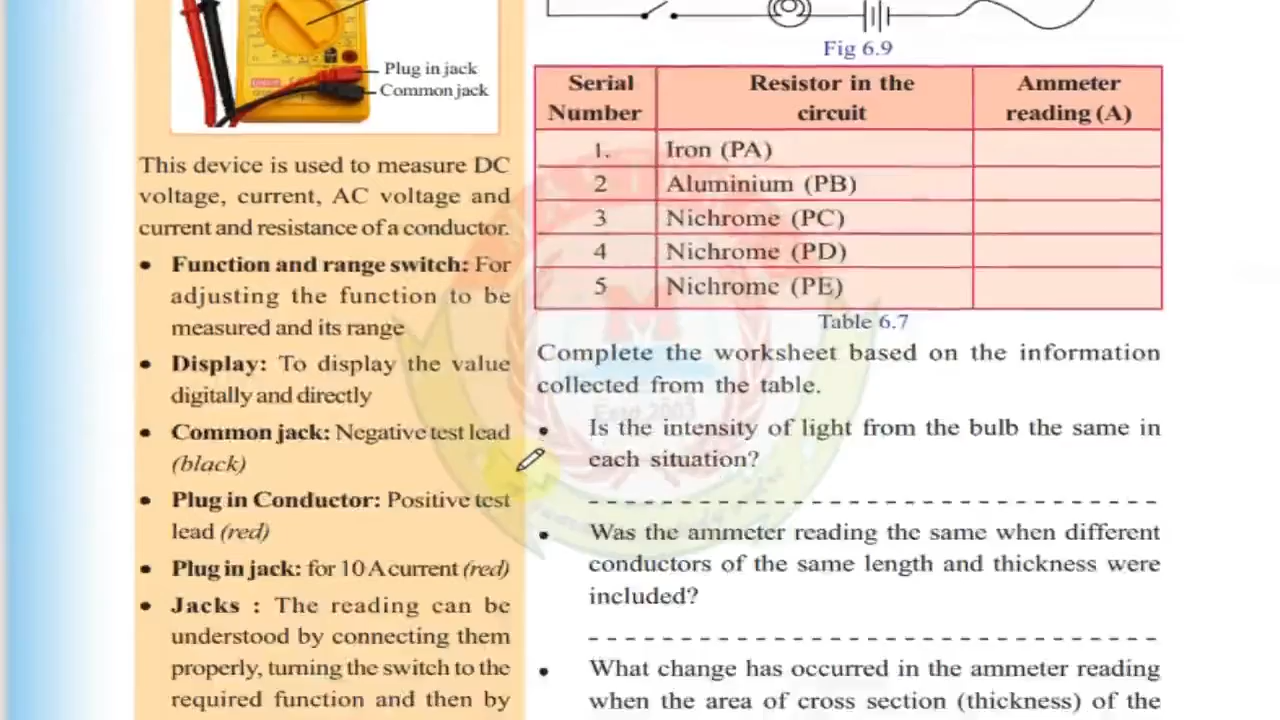 Plug in jack
Common jack
This device is used to measure DC
voltage, current, AC voltage and
current and resistance of a conductor.
• Function and range switch: For
adjusting the function to be
measured and its range
• Display: To display the value
digitally and directly
• Common jack: Negative test lead
(black)
• Plug in Conductor: Positive test
lead (red)
• Plug in jack: for 10 A current (red)
• Jacks : The reading can be
understood by connecting them
properly, turning the switch to the
required function and then by
Fig 6.9
Serial Number Resistor in the circuit Ammeter reading (A)
1. Iron (PA)
2 Aluminium (PB)
3 Nichrome (PC)
4 Nichrome (PD)
5 Nichrome (PE)
Table 6.7
Complete the worksheet based on the information
collected from the table.
• Is the intensity of light from the bulb the same in
each situation?
• Was the ammeter reading the same when different
conductors of the same length and thickness were
included?
• What change has occurred in the ammeter reading
when the area of cross section (thickness) of the
M
Estd 2003